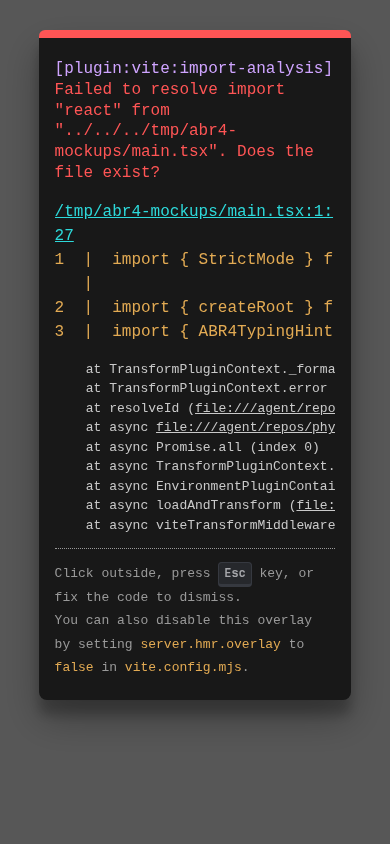 [plugin:vite:import-analysis]
Failed to resolve import
"react" from
"../../../tmp/abr4-
mockups/main.tsx". Does the
file exist?
/tmp/abr4-mockups/main.tsx:1:
27
1  |  import { StrictMode } f
   |
2  |  import { createRoot } f
3  |  import { ABR4TypingHint
at TransformPluginContext._forma
at TransformPluginContext.error
at resolveId (file:///agent/repo
at async file:///agent/repos/phy
at async Promise.all (index 0)
at async TransformPluginContext.
at async EnvironmentPluginContai
at async loadAndTransform (file:
at async viteTransformMiddleware
Click outside, press Esc key, or
fix the code to dismiss.
You can also disable this overlay
by setting server.hmr.overlay to
false in vite.config.mjs.